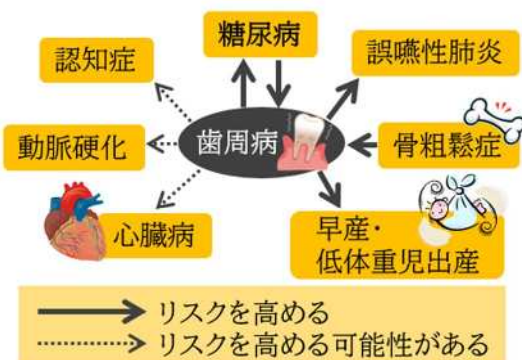 糖尿病
認知症
誤嚥性肺炎
動脈硬化
歯周病
骨粗鬆症
心臓病
早産・
低体重児出産
リスクを高める
リスクを高める可能性がある